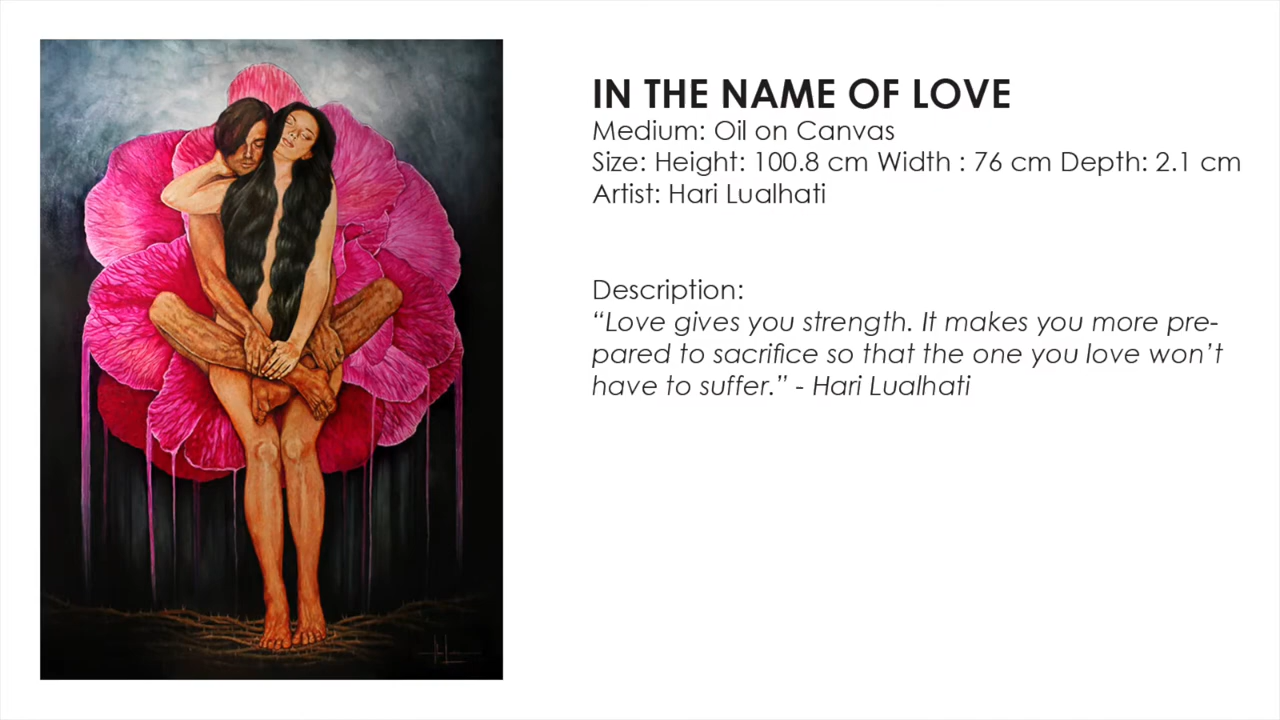 IN THE NAME OF LOVE
Medium: Oil on Canvas
Size: Height: 100.8 cm Width : 76 cm Depth: 2.1 cm
Artist: Hari Lualhati
Description:
“Love gives you strength. It makes you more pre-
pared to sacrifice so that the one you love won’t
have to suffer.” - Hari Lualhati